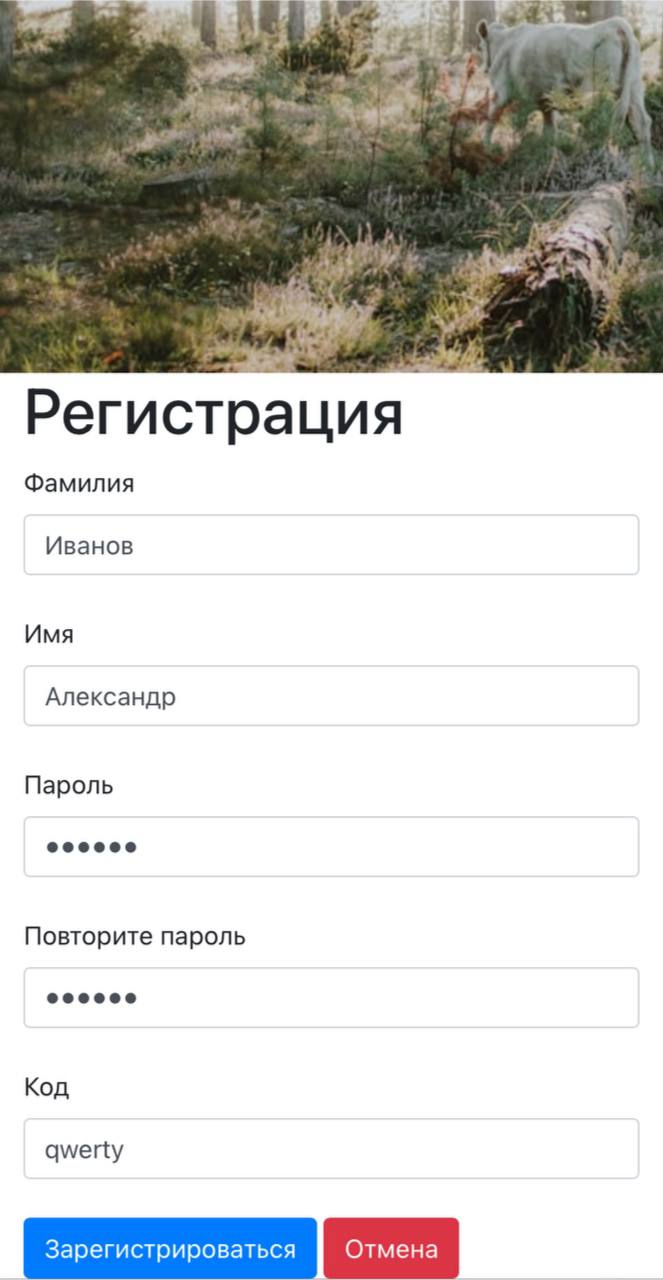 Регистрация
Фамилия
Иванов
Имя
Александр
Пароль
••••••
Повторите пароль
••••••
Код
qwerty
Зарегистрироваться Отмена